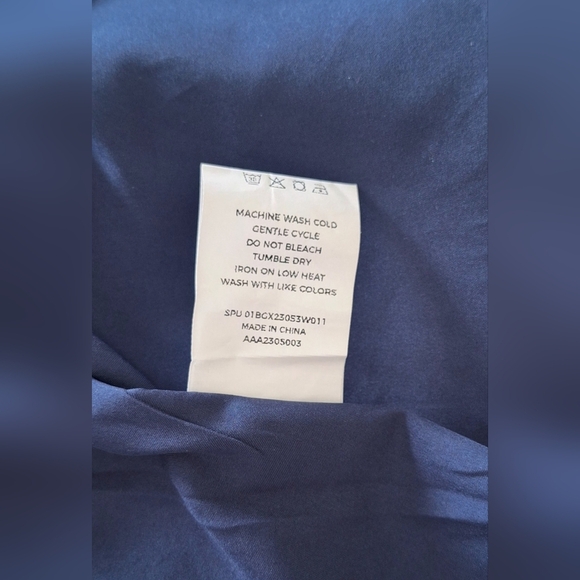 MACHINE WASH COLD
GENTLE CYCLE
DO NOT BLEACH
TUMBLE DRY
IRON ON LOW HEAT
WASH WITH LIKE COLORS
SPU 01BGX23053W011
MADE IN CHINA
AAA2305003